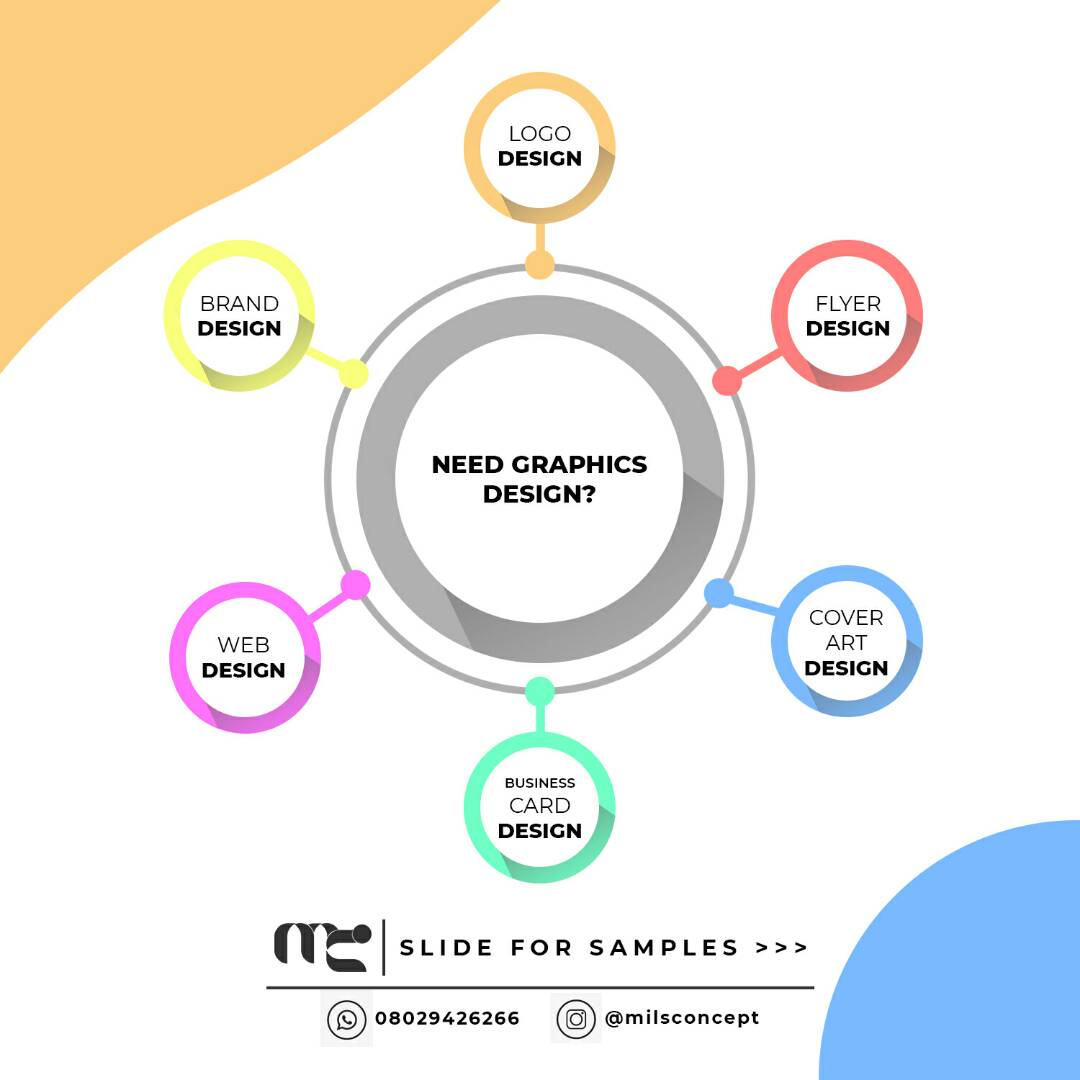 LOGO
DESIGN
BRAND
DESIGN
FLYER
DESIGN
NEED GRAPHICS
DESIGN?
WEB
DESIGN
COVER
ART
DESIGN
BUSINESS
CARD
DESIGN
mc | SLIDE FOR SAMPLES >>>
08029426266 @milsconcept